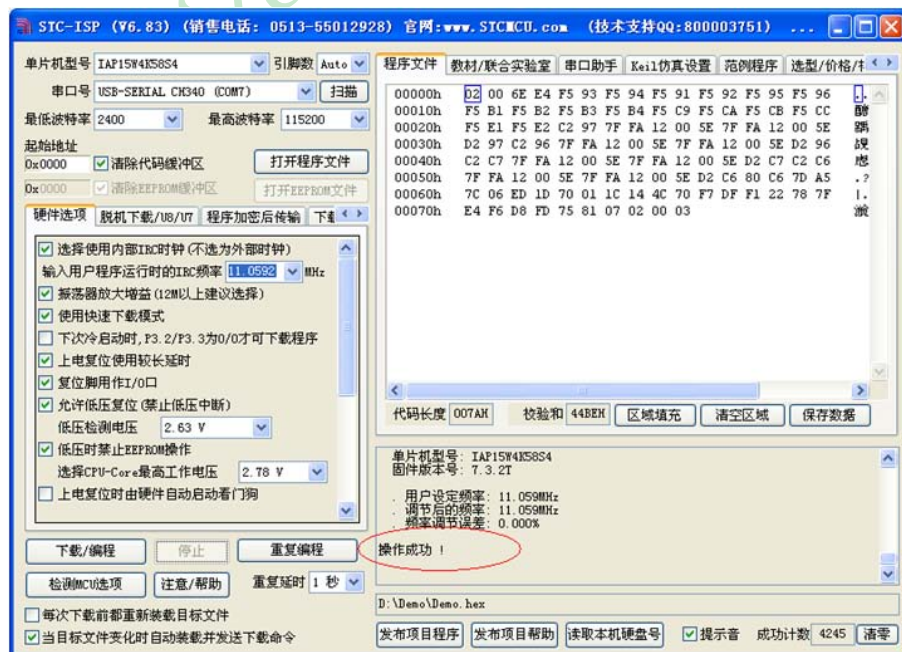 STC-ISP (V6.83) (销售电话: 0513-55012928) 官网:www.STCMCU.com (技术支持QQ:800003751) ...
单片机型号 IAP15W4K58S4 引脚数 Auto
串口号 USB-SERIAL CH340 (COM7) 扫描
最低波特率 2400 最高波特率 115200
起始地址
0x0000 清除代码缓冲区 打开程序文件
0x0000 清除EEPROM缓冲区 打开EEPROM文件
硬件选项 脱机下载/U8/U7 程序加密后传输
选择使用内部IRC时钟(不选为外部时钟)
输入用户程序运行时的IRC频率 11.0592 MHz
振荡器放大增益(12M以上建议选择)
使用快速下载模式
下次冷启动时,P3.2/P3.3为0/0才可下载程序
上电复位使用较长延时
复位脚用作I/O口
允许低压复位(禁止低压中断)
低压检测电压 2.63 V
低压时禁止EEPROM操作
选择CPU-Core最高工作电压 2.78 V
上电复位时由硬件自动启动看门狗
下载/编程 停止 重复编程
检测MCU选项 注意/帮助 重复延时 1 秒
每次下载前都重新装载目标文件
当目标文件变化时自动装载并发送下载命令
程序文件 教材/联合实验室 串口助手 Keil仿真设置 范例程序 选型/价格/
00000h 02 00 6E E4 F5 93 F5 94 F5 91 F5 92 F5 95 F5 96
00010h F5 B1 F5 B2 F5 B3 F5 B4 F5 C9 F5 CA F5 CB F5 CC
00020h F5 E1 F5 E2 C2 97 7F FA 12 00 5E 7F FA 12 00 5E
00030h D2 97 C2 96 7F FA 12 00 5E 7F FA 12 00 5E D2 96
00040h C2 C7 7F FA 12 00 5E 7F FA 12 00 5E D2 C7 C2 C6
00050h 7F FA 12 00 5E 7F FA 12 00 5E D2 C6 80 C6 7D A5 .?
00060h 7C 06 ED 1D 70 01 1C 14 4C 70 F7 DF F1 22 78 7F |.
00070h E4 F6 D8 FD 75 81 07 02 00 03
代码长度 007AH 校验和 44BEH 区域填充 清空区域 保存数据
单片机型号: IAP15W4K58S4
固件版本号: 7.3.2T
. 用户设定频率: 11.059MHz
. 调节后的频率: 11.059MHz
. 频率调节误差: 0.000%
操作成功 !
D:\Demo\Demo.hex
发布项目程序 发布项目帮助 读取本机硬盘号 提示音 成功计数 4245 清零